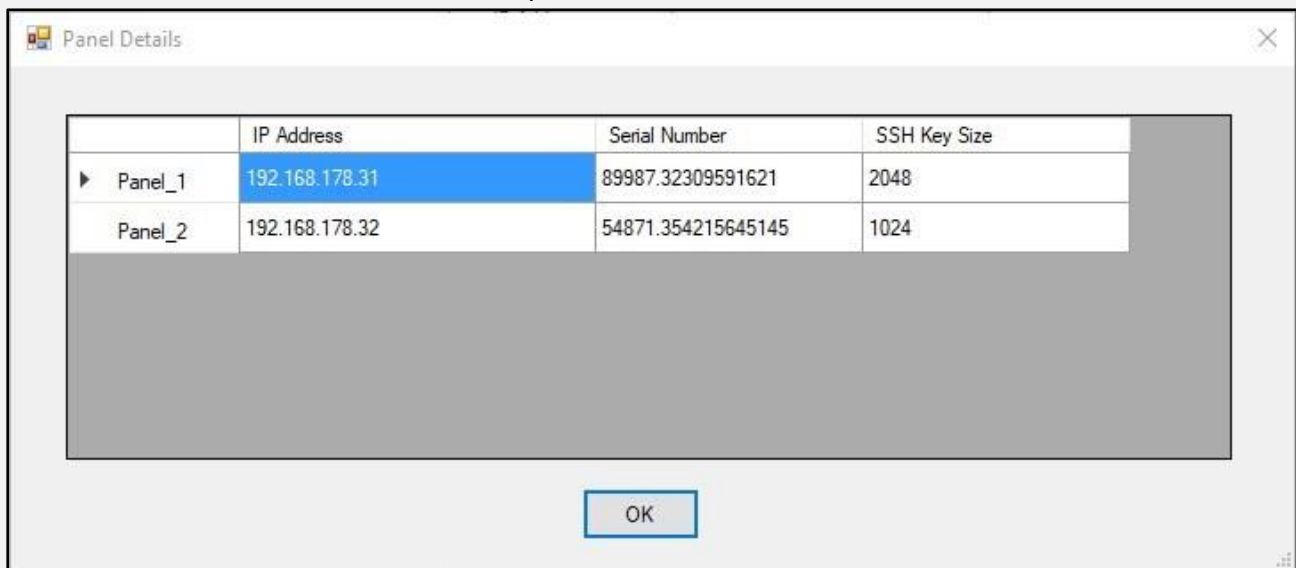 Panel Details
IP Address Serial Number SSH Key Size
Panel_1 192.168.178.31 89987.32309591621 2048
Panel_2 192.168.178.32 54871.354215645145 1024
OK